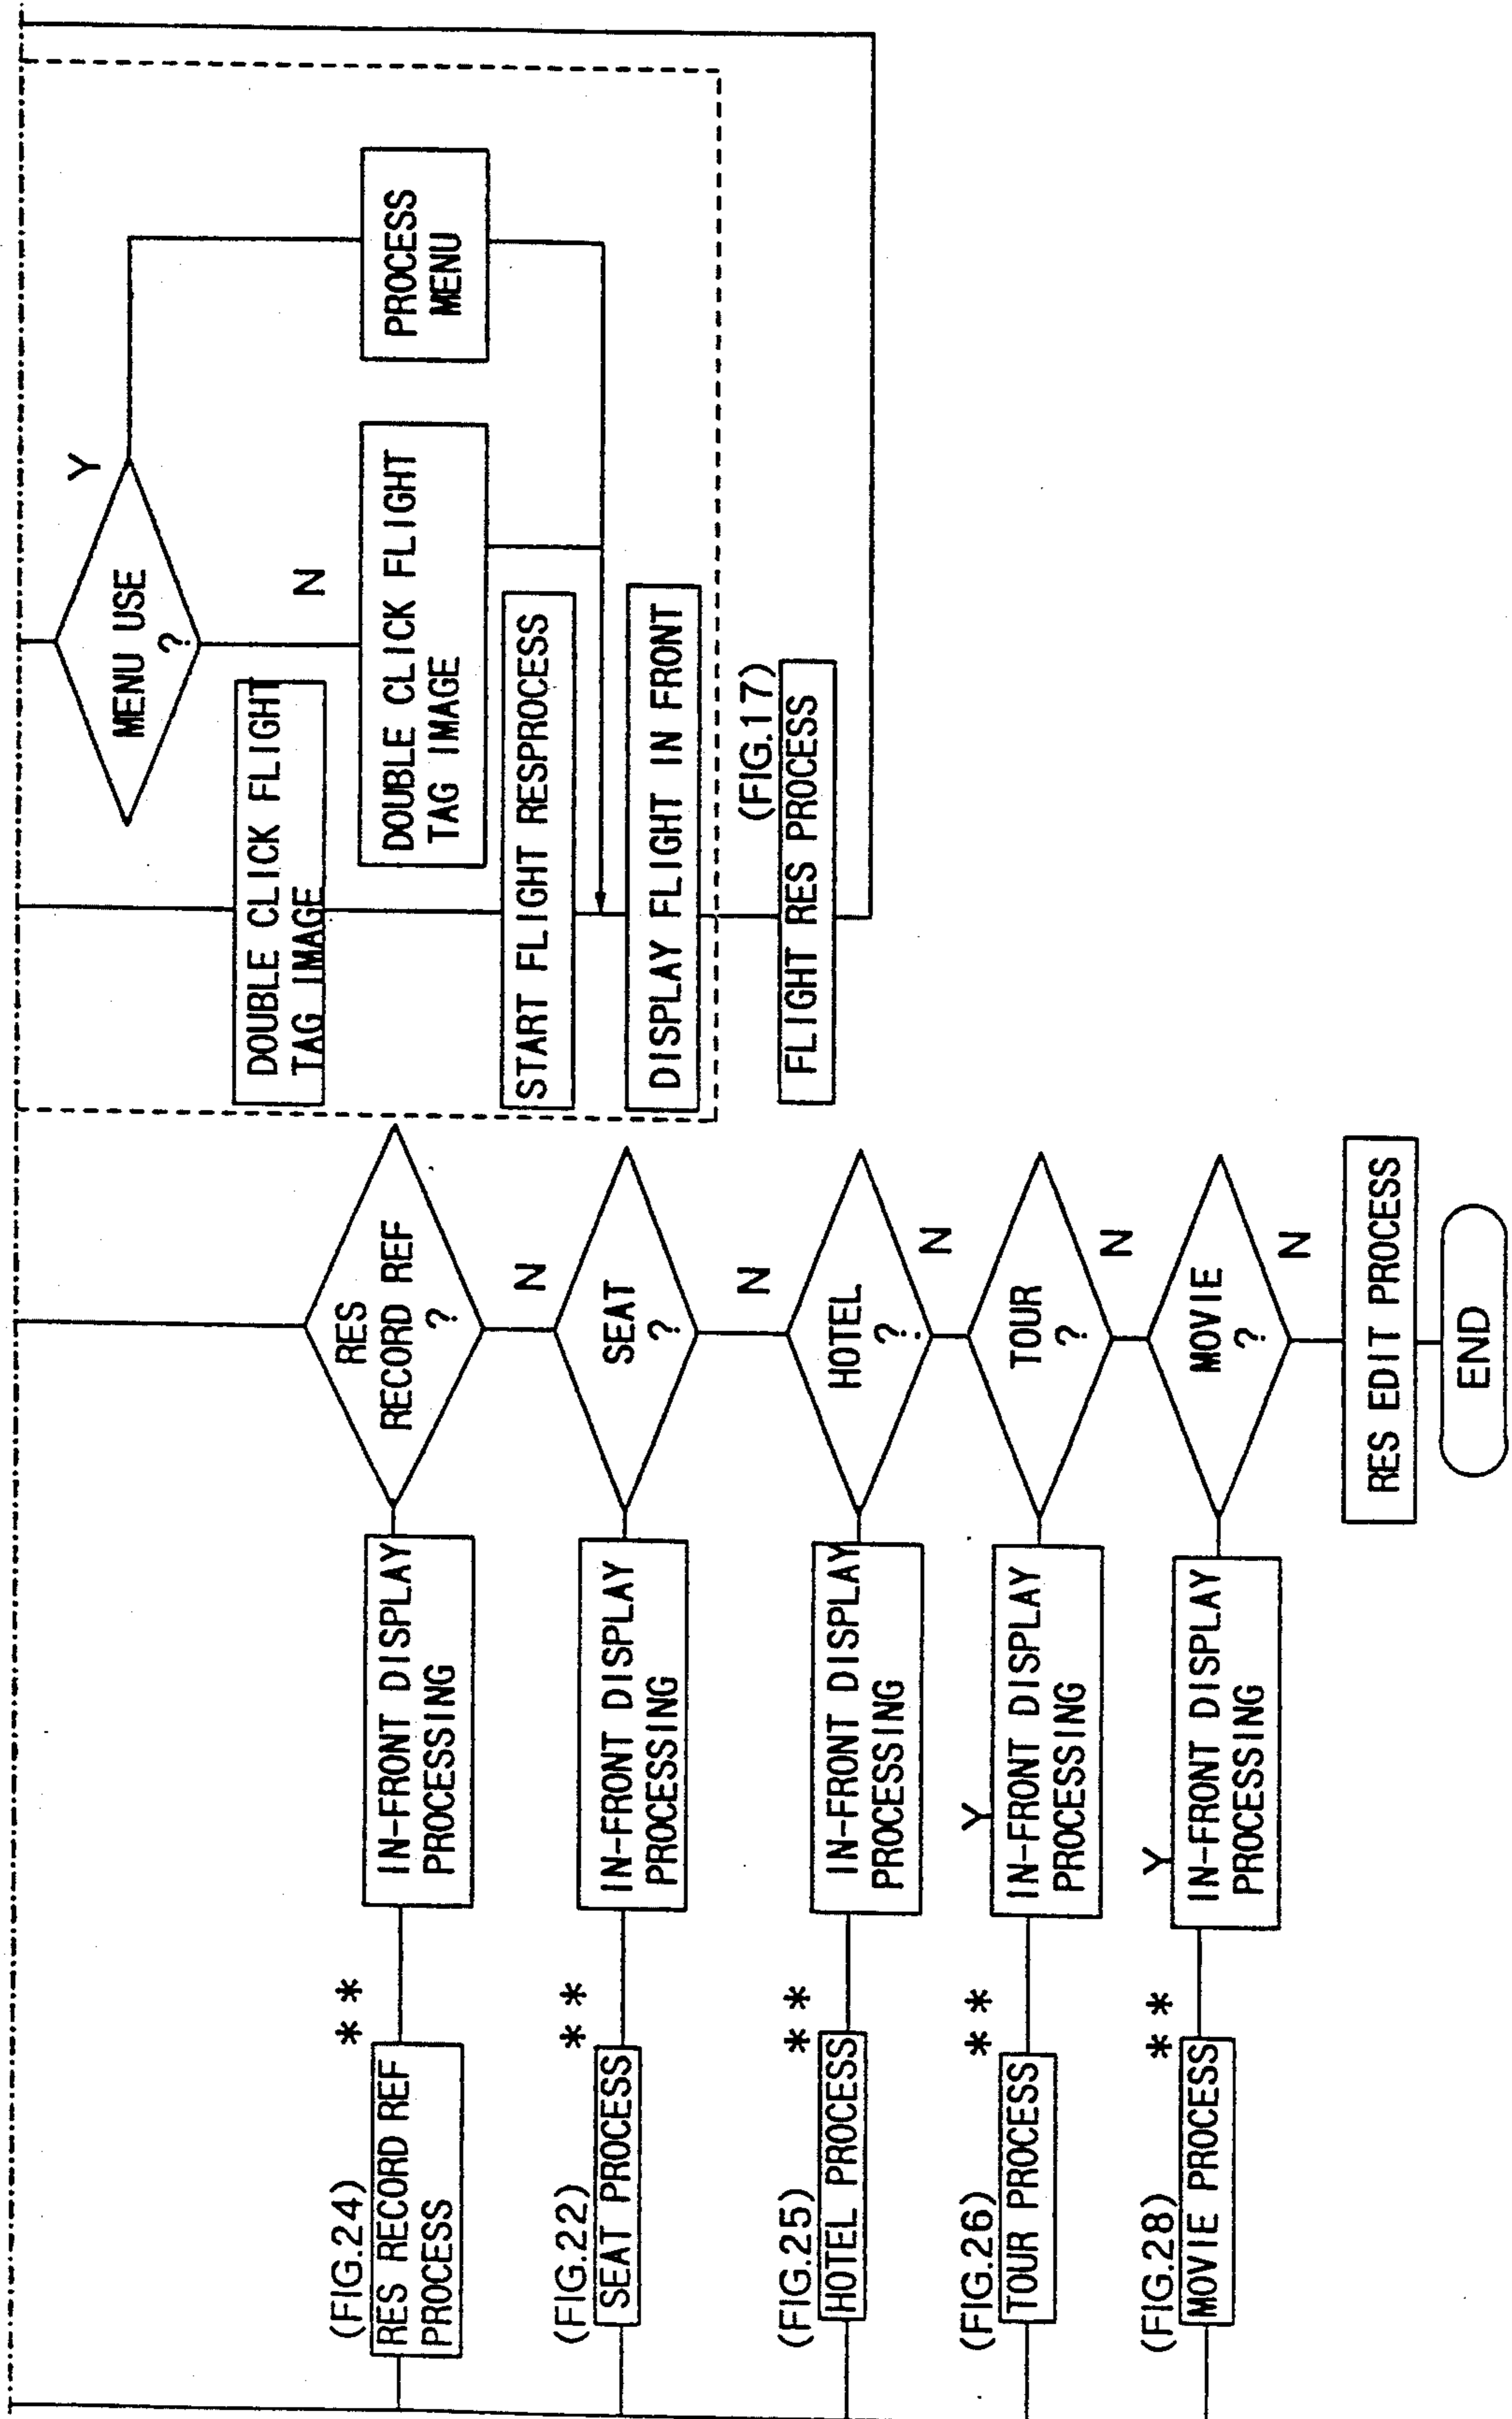 MENU USE
?
Y
N
PROCESS
MENU
DOUBLE CLICK FLIGHT
TAG IMAGE
DOUBLE CLICK FLIGHT
TAG IMAGE
START FLIGHT RESPROCESS
DISPLAY FLIGHT IN FRONT
(FIG.17)
FLIGHT RES PROCESS
(FIG.24)
RES RECORD REF
PROCESS
**
IN-FRONT DISPLAY
PROCESSING
RES
RECORD REF
?
N
(FIG.22)
SEAT PROCESS
**
IN-FRONT DISPLAY
PROCESSING
SEAT
?
N
(FIG.25)
HOTEL PROCESS
**
IN-FRONT DISPLAY
PROCESSING
HOTEL
?
N
(FIG.26)
TOUR PROCESS
**
Y
IN-FRONT DISPLAY
PROCESSING
TOUR
?
N
(FIG.28)
MOVIE PROCESS
**
Y
IN-FRONT DISPLAY
PROCESSING
MOVIE
?
N
RES EDIT PROCESS
END